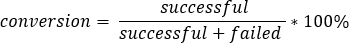 conversion = successful / successful + failed * 100%